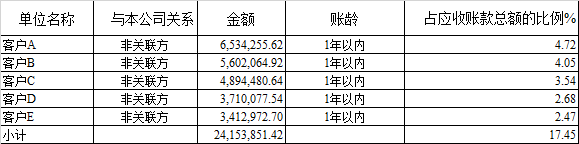 单位名称 与本公司关系 金额 账龄 占应收账款总额的比例%
客户A 非关联方 6,534,255.62 1年以内 4.72
客户B 非关联方 5,602,064.92 1年以内 4.05
客户C 非关联方 4,894,480.64 1年以内 3.54
客户D 非关联方 3,710,077.54 1年以内 2.68
客户E 非关联方 3,412,972.70 1年以内 2.47
小计 24,153,851.42 17.45